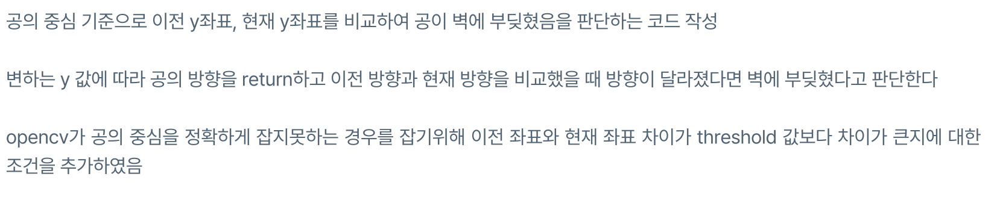 공의 중심 기준으로 이전 y좌표, 현재 y좌표를 비교하여 공이 벽에 부딪혔음을 판단하는 코드 작성
변하는 y 값에 따라 공의 방향을 return하고 이전 방향과 현재 방향을 비교했을 때 방향이 달라졌다면 벽에 부딪혔다고 판단한다
opencv가 공의 중심을 정확하게 잡지못하는 경우를 잡기위해 이전 좌표와 현재 좌표 차이가 threshold 값보다 차이가 큰지에 대한
조건을 추가하였음